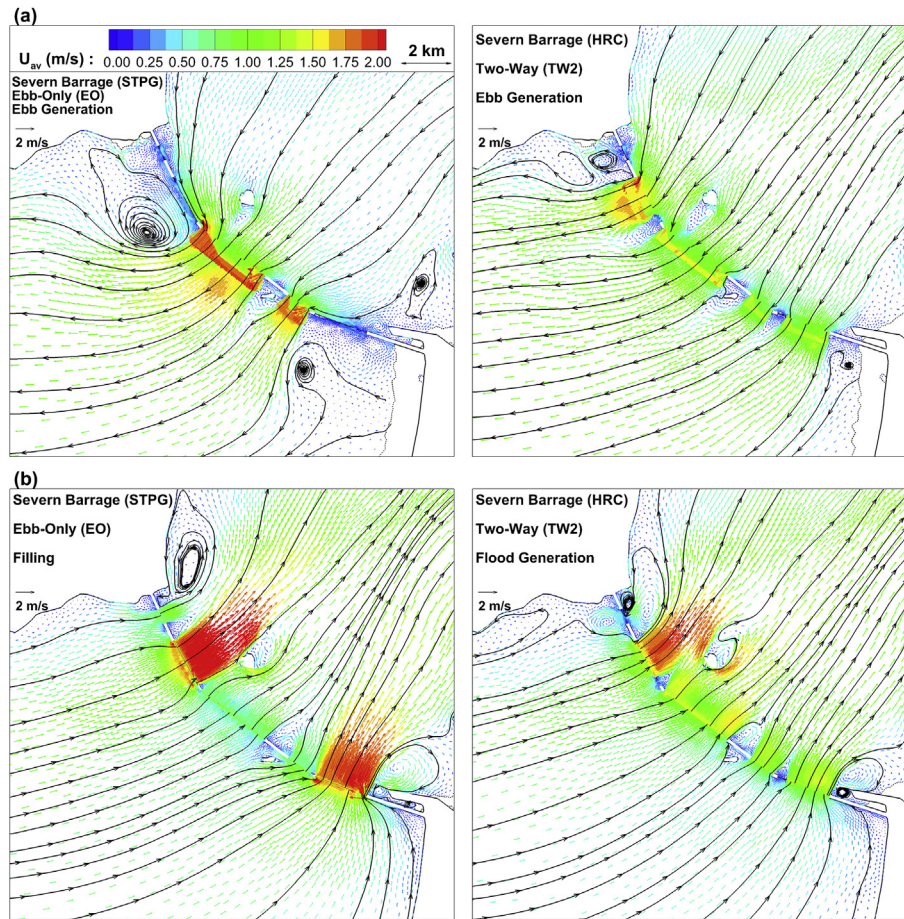 (a)
U_av (m/s) : 0.00 0.25 0.50 0.75 1.00 1.25 1.50 1.75 2.00
2 km
Severn Barrage (STPG)
Ebb-Only (EO)
Ebb Generation
2 m/s
Severn Barrage (HRC)
Two-Way (TW2)
Ebb Generation
2 m/s
(b)
Severn Barrage (STPG)
Ebb-Only (EO)
Filling
2 m/s
Severn Barrage (HRC)
Two-Way (TW2)
Flood Generation
2 m/s